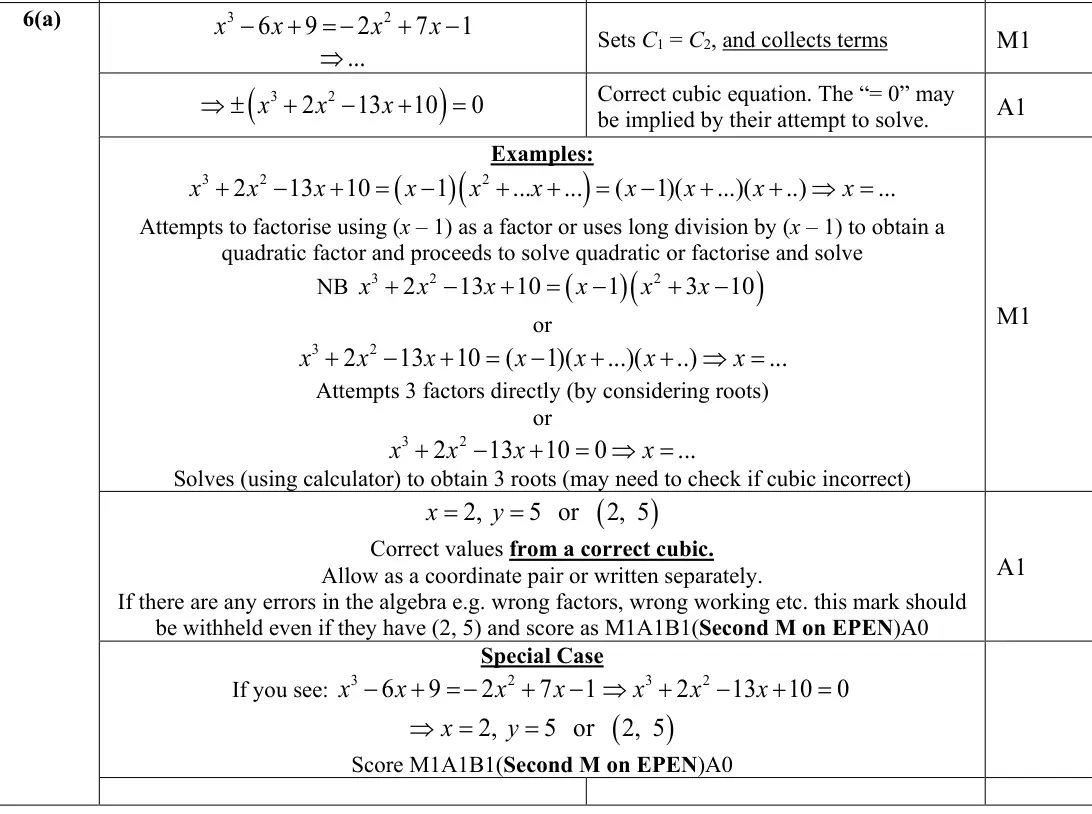 6(a)
x³ − 6x + 9 = − 2x² + 7x − 1
⇒ ...
Sets C₁ = C₂, and collects terms
M1
⇒ ±(x³ + 2x² − 13x + 10) = 0
Correct cubic equation. The “= 0” may
be implied by their attempt to solve.
A1
Examples:
x³ + 2x² − 13x + 10 = (x − 1)(x² + ...x + ...) = (x − 1)(x + ...)(x + ..) ⇒ x = ...
Attempts to factorise using (x – 1) as a factor or uses long division by (x – 1) to obtain a
quadratic factor and proceeds to solve quadratic or factorise and solve
NB x³ + 2x² − 13x + 10 = (x − 1)(x² + 3x − 10)
or
x³ + 2x² − 13x + 10 = (x − 1)(x + ...)(x + ..) ⇒ x = ...
Attempts 3 factors directly (by considering roots)
or
x³ + 2x² − 13x + 10 = 0 ⇒ x = ...
Solves (using calculator) to obtain 3 roots (may need to check if cubic incorrect)
M1
x = 2, y = 5 or (2, 5)
Correct values from a correct cubic.
Allow as a coordinate pair or written separately.
If there are any errors in the algebra e.g. wrong factors, wrong working etc. this mark should
be withheld even if they have (2, 5) and score as M1A1B1(Second M on EPEN)A0
A1
Special Case
If you see: x³ − 6x + 9 = − 2x² + 7x − 1 ⇒ x³ + 2x² − 13x + 10 = 0
⇒ x = 2, y = 5 or (2, 5)
Score M1A1B1(Second M on EPEN)A0